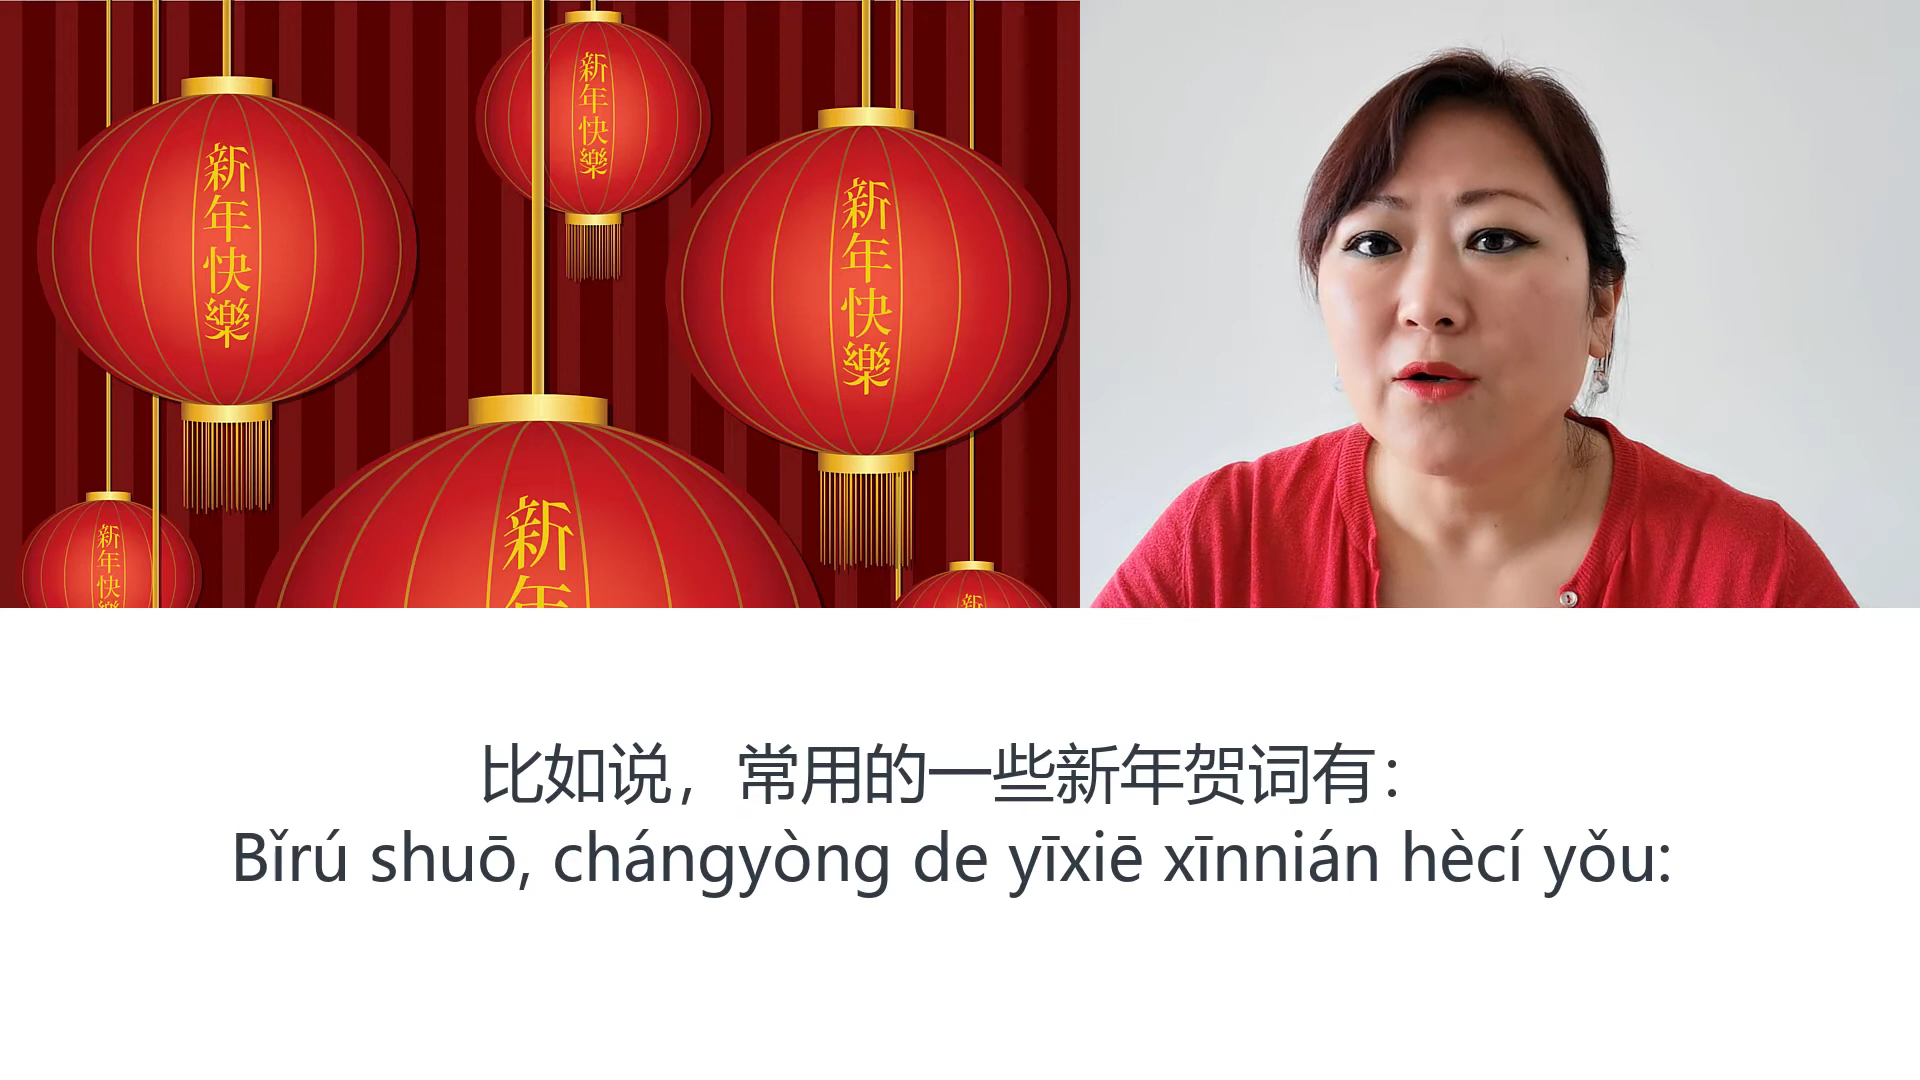 新年快樂
新年快樂
新年快樂
新年快樂
新年
新
比如说，常用的一些新年贺词有：
Bǐrú shuō, chángyòng de yīxiē xīnnián hècí yǒu: